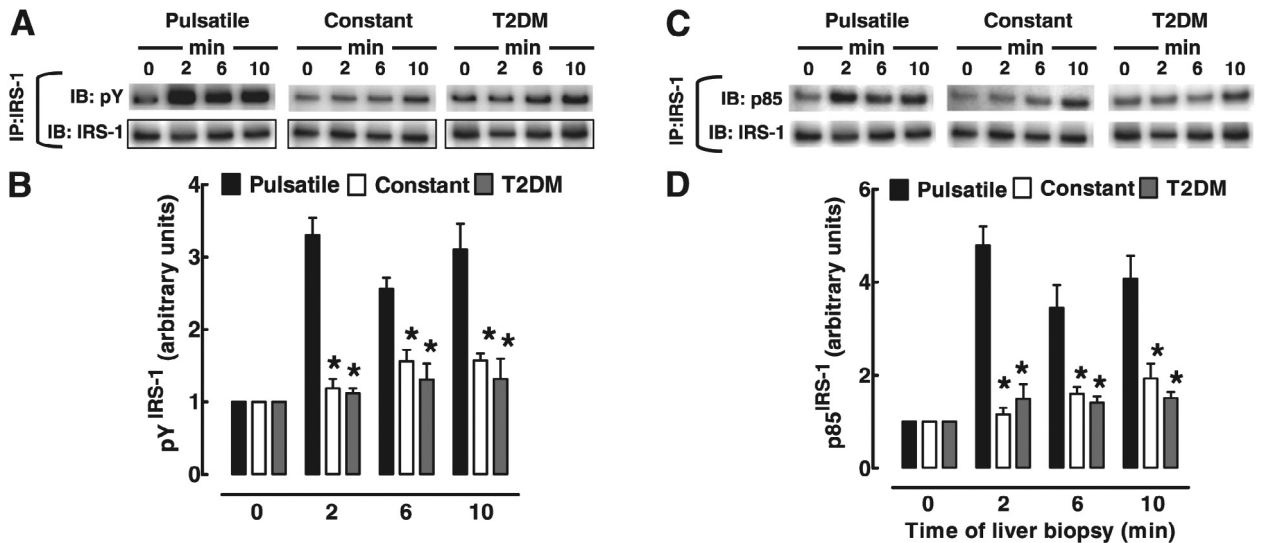 A
Pulsatile Constant T2DM
min min min
0 2 6 10 0 2 6 10 0 2 6 10
IP:IRS-1
IB: pY
IB: IRS-1
B
Pulsatile Constant T2DM
pY IRS-1 (arbitrary units)
4
3
2
1
0
* * * * * *
0 2 6 10
C
Pulsatile Constant T2DM
min min min
0 2 6 10 0 2 6 10 0 2 6 10
IP:IRS-1
IB: p85
IB: IRS-1
D
Pulsatile Constant T2DM
p85 IRS-1 (arbitrary units)
6
4
2
0
* * * * * *
0 2 6 10
Time of liver biopsy (min)